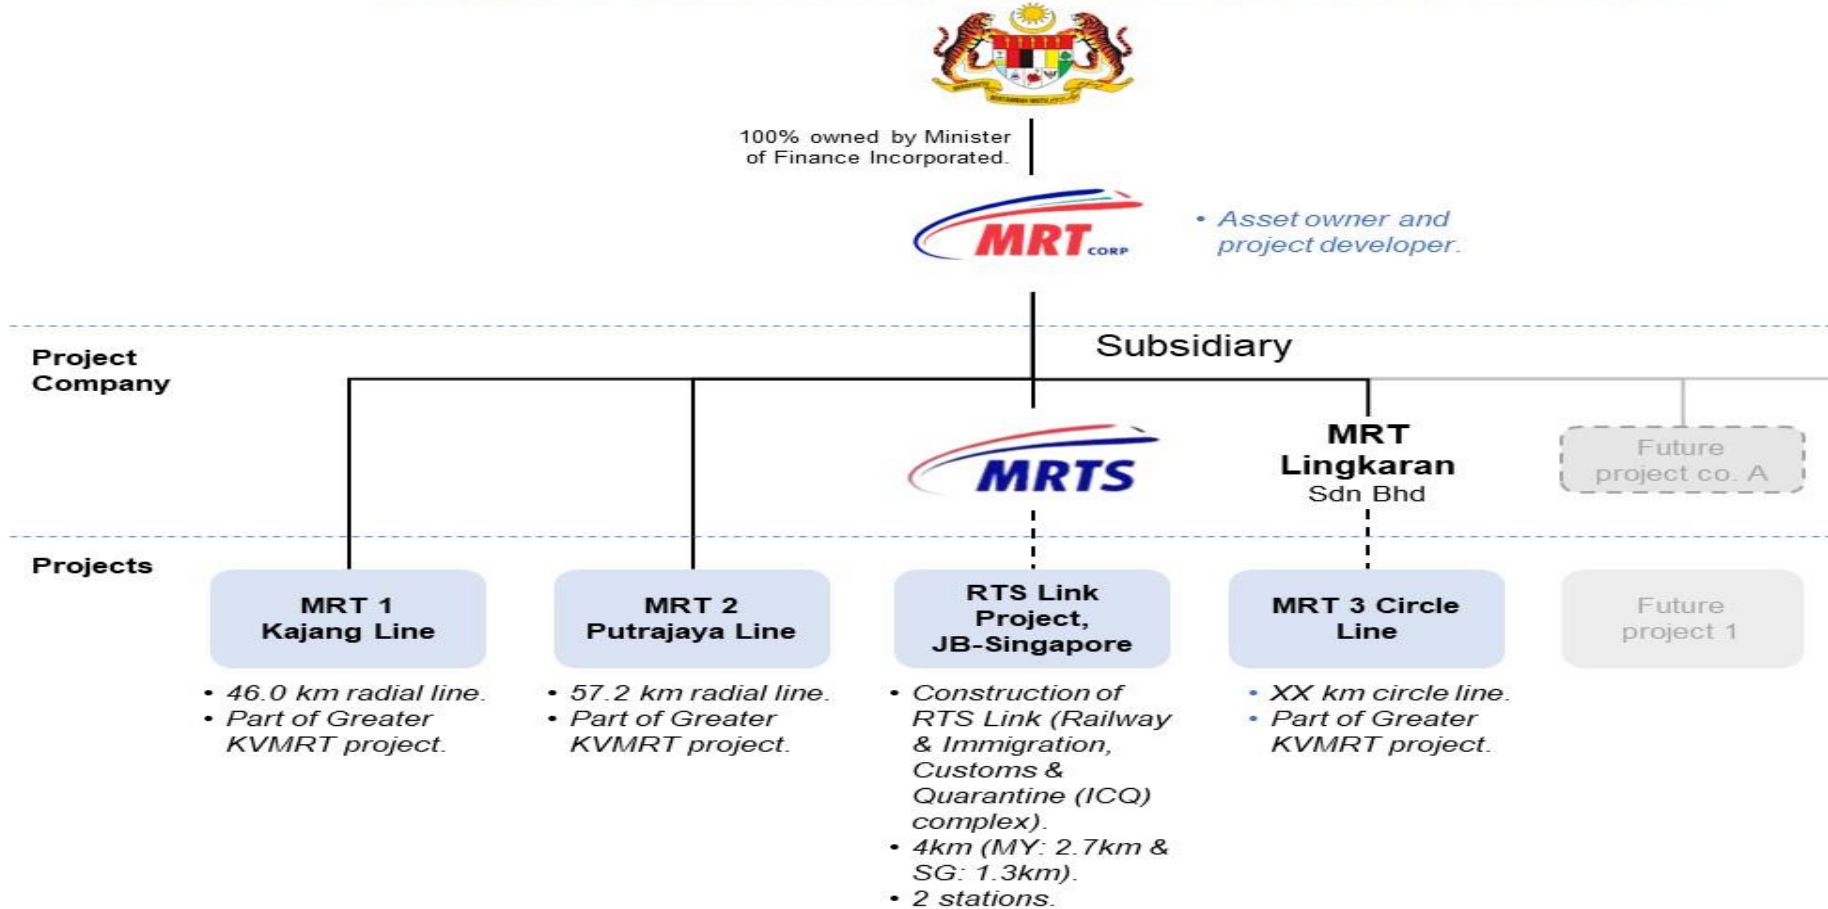 100% owned by Minister
of Finance Incorporated.
MRT CORP
• Asset owner and
project developer.
Project
Company
Subsidiary
MRTS
MRT
Lingkaran
Sdn Bhd
Future
project co. A
Projects
MRT 1
Kajang Line
• 46.0 km radial line.
• Part of Greater
KVMRT project.
MRT 2
Putrajaya Line
• 57.2 km radial line.
• Part of Greater
KVMRT project.
RTS Link
Project,
JB-Singapore
• Construction of
RTS Link (Railway
& Immigration,
Customs &
Quarantine (ICQ)
complex).
• 4km (MY: 2.7km &
SG: 1.3km).
• 2 stations.
MRT 3 Circle
Line
• XX km circle line.
• Part of Greater
KVMRT project.
Future
project 1